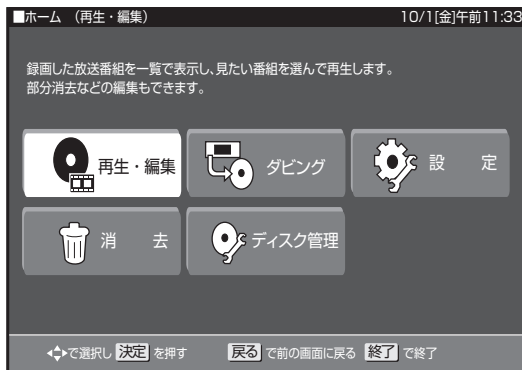 ■ホーム （再生・編集） 10/1[金]午前11:33
録画した放送番組を一覧で表示し、見たい番組を選んで再生します。
部分消去などの編集もできます。
再生・編集 ダビング 設 定
消 去 ディスク管理
で選択し 決定 を押す 戻る で前の画面に戻る 終了 で終了